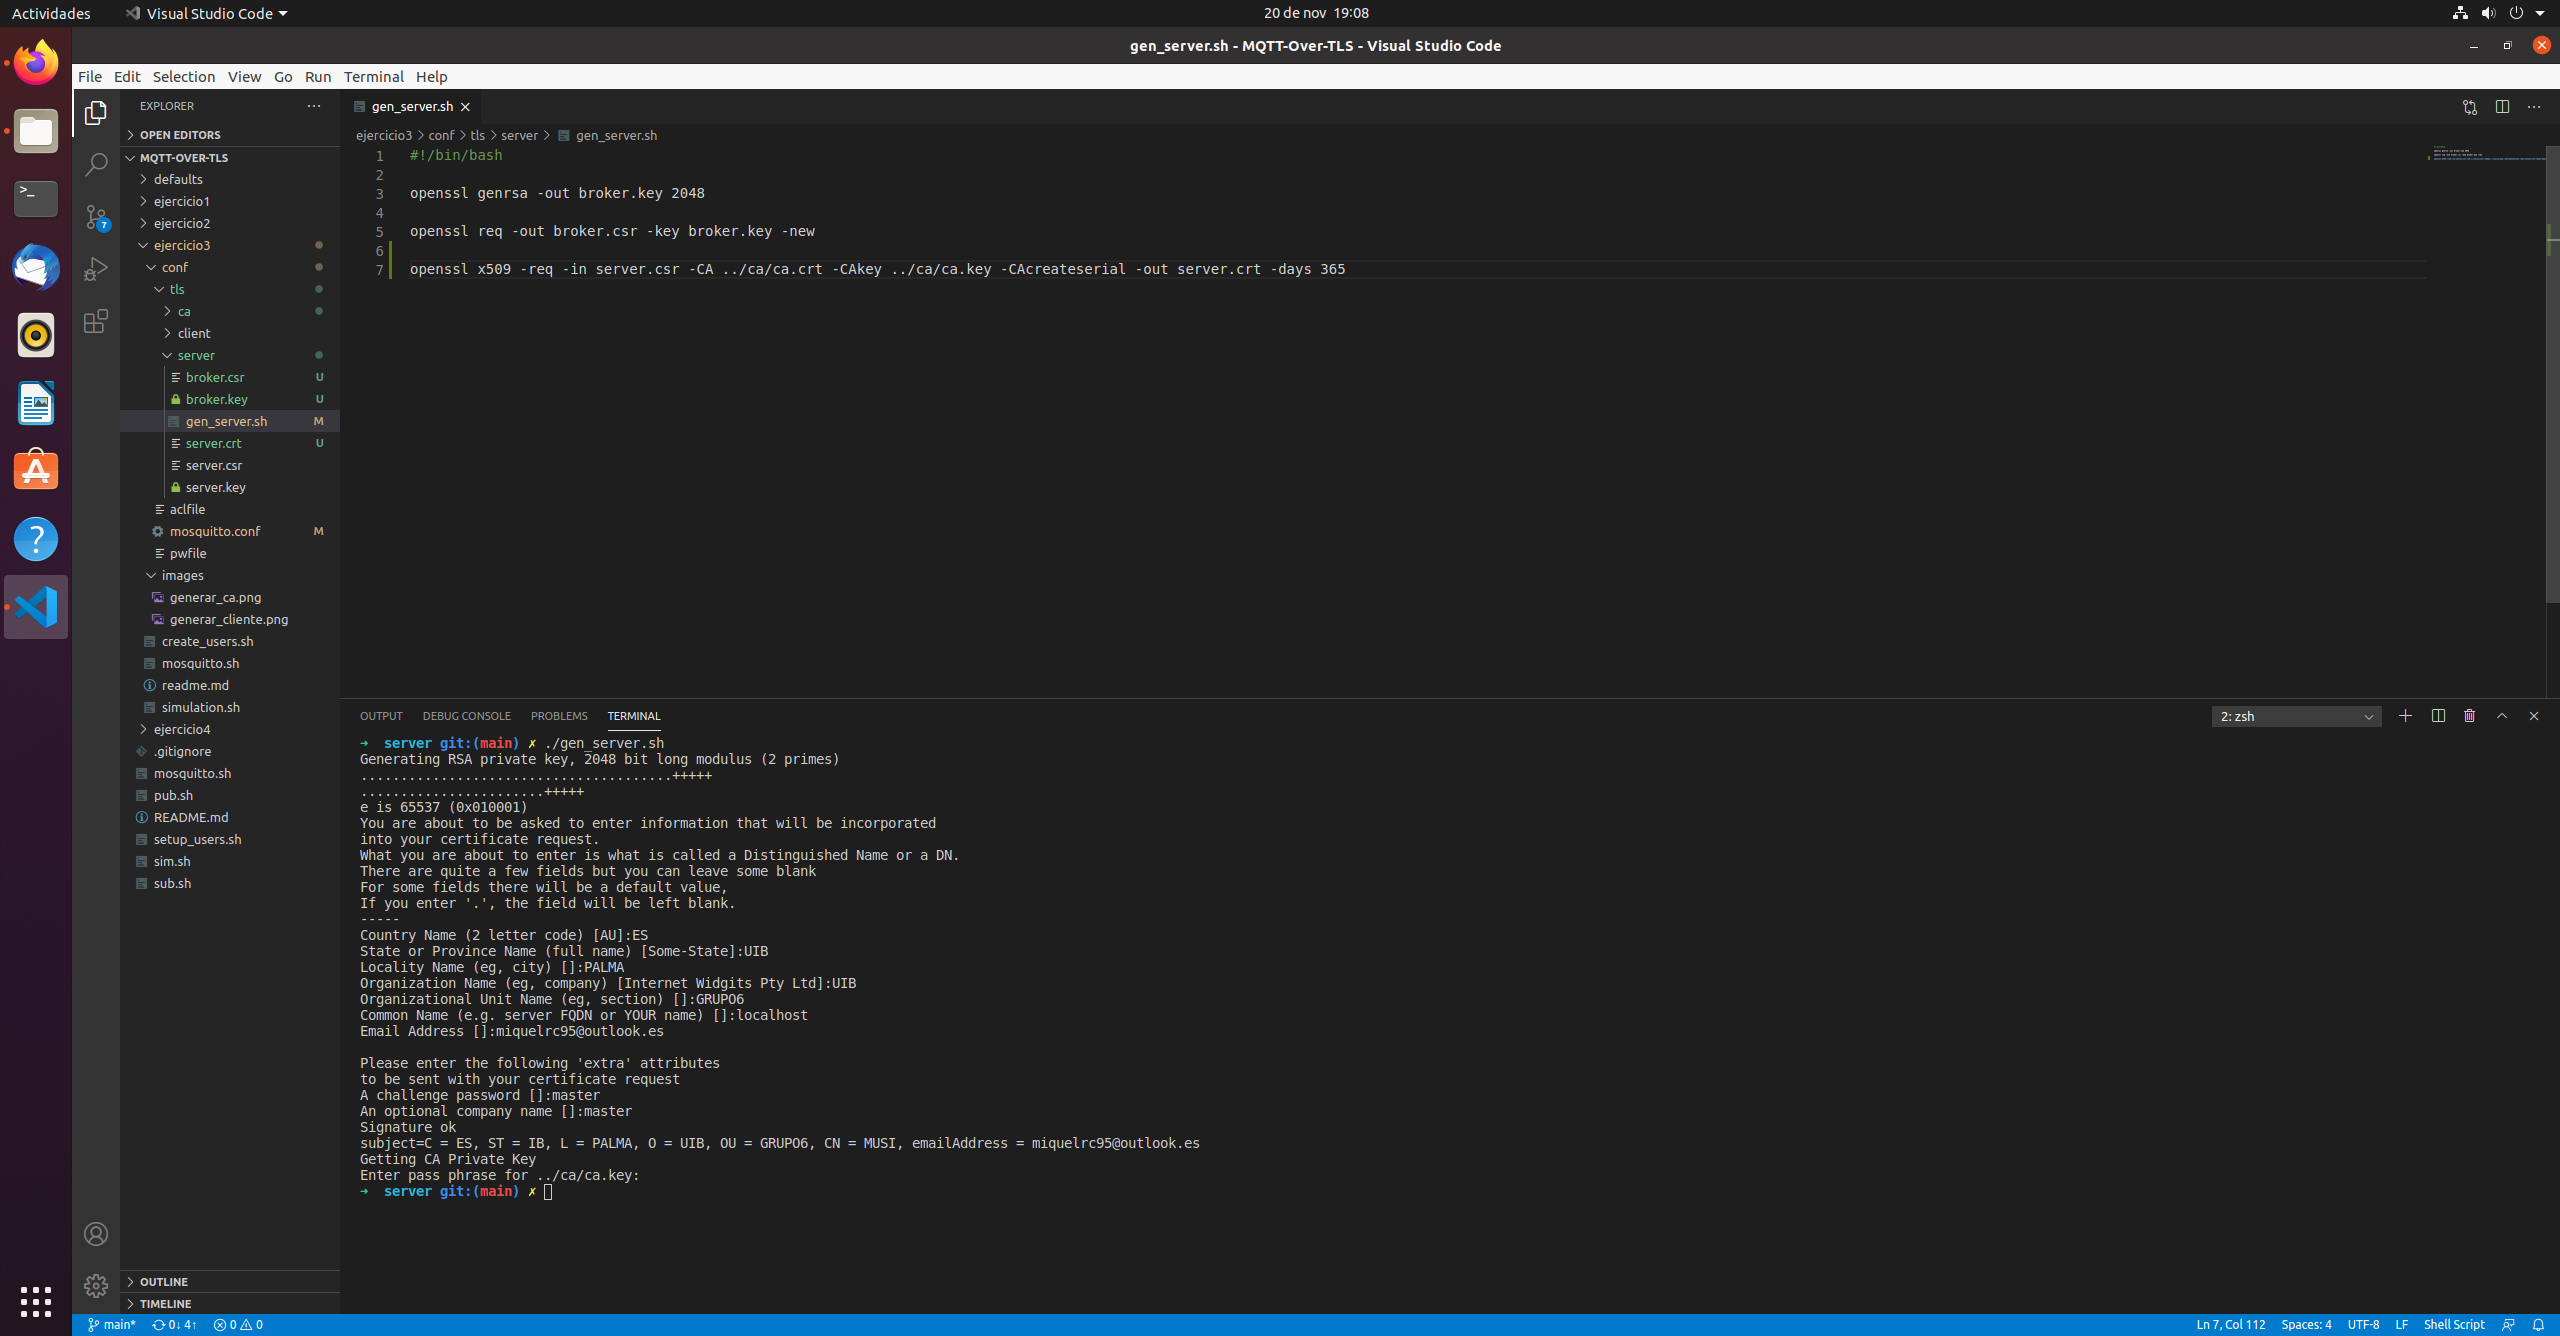 Actividades
Visual Studio Code
20 de nov 19:08
gen_server.sh - MQTT-Over-TLS - Visual Studio Code
File Edit Selection View Go Run Terminal Help
EXPLORER
OPEN EDITORS
MQTT-OVER-TLS
defaults
ejercicio1
7
ejercicio2
ejercicio3
conf
tls
ca
client
server
broker.csr U
broker.key U
gen_server.sh M
server.crt U
server.csr
server.key
aclfile
mosquitto.conf M
pwfile
images
generar_ca.png
generar_cliente.png
create_users.sh
mosquitto.sh
readme.md
simulation.sh
ejercicio4
.gitignore
mosquitto.sh
pub.sh
README.md
setup_users.sh
sim.sh
sub.sh
OUTLINE
TIMELINE
gen_server.sh
ejercicio3 > conf > tls > server > gen_server.sh
1 #!/bin/bash
2
3 openssl genrsa -out broker.key 2048
4
5 openssl req -out broker.csr -key broker.key -new
6
7 openssl x509 -req -in server.csr -CA ../ca/ca.crt -CAkey ../ca/ca.key -CAcreateserial -out server.crt -days 365
OUTPUT DEBUG CONSOLE PROBLEMS TERMINAL
2: zsh
➜ server git:(main) ✗ ./gen_server.sh
Generating RSA private key, 2048 bit long modulus (2 primes)
.......................................+++++
.......................+++++
e is 65537 (0x010001)
You are about to be asked to enter information that will be incorporated
into your certificate request.
What you are about to enter is what is called a Distinguished Name or a DN.
There are quite a few fields but you can leave some blank
For some fields there will be a default value,
If you enter '.', the field will be left blank.
-----
Country Name (2 letter code) [AU]:ES
State or Province Name (full name) [Some-State]:UIB
Locality Name (eg, city) []:PALMA
Organization Name (eg, company) [Internet Widgits Pty Ltd]:UIB
Organizational Unit Name (eg, section) []:GRUPO6
Common Name (e.g. server FQDN or YOUR name) []:localhost
Email Address []:miquelrc95@outlook.es
Please enter the following 'extra' attributes
to be sent with your certificate request
A challenge password []:master
An optional company name []:master
Signature ok
subject=C = ES, ST = IB, L = PALMA, O = UIB, OU = GRUPO6, CN = MUSI, emailAddress = miquelrc95@outlook.es
Getting CA Private Key
Enter pass phrase for ../ca/ca.key:
➜ server git:(main) ✗
main* 0↓ 4↑ 0 0
Ln 7, Col 112 Spaces: 4 UTF-8 LF Shell Script